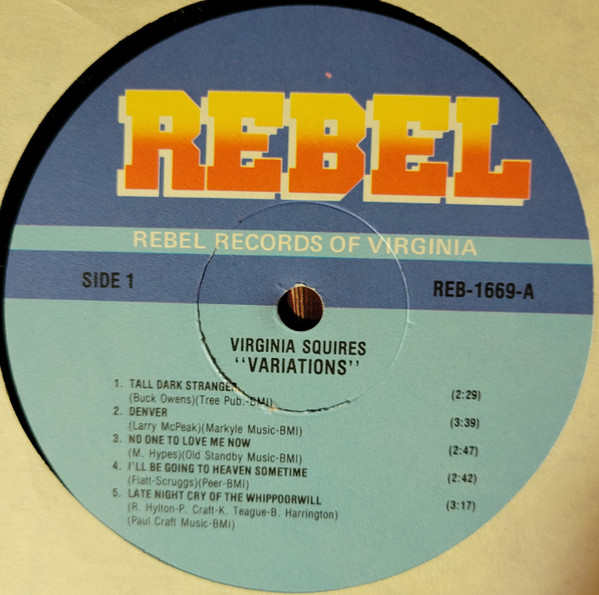 REBEL
REBEL RECORDS OF VIRGINIA
SIDE 1 REB-1669-A
VIRGINIA SQUIRES
"VARIATIONS"
1. TALL DARK STRANGER (2:29)
(Buck Owens)(Tree Pub.-BMI)
2. DENVER (3:39)
(Larry McPeak)(Markyle Music-BMI)
3. NO ONE TO LOVE ME NOW (2:47)
(M. Hypes)(Old Standby Music-BMI)
4. I'LL BE GOING TO HEAVEN SOMETIME (2:42)
(Flatt-Scruggs)(Peer-BMI)
5. LATE NIGHT CRY OF THE WHIPPOORWILL (3:17)
(R. Hylton-P. Craft-K. Teague-B. Harrington)
(Paul Craft Music-BMI)